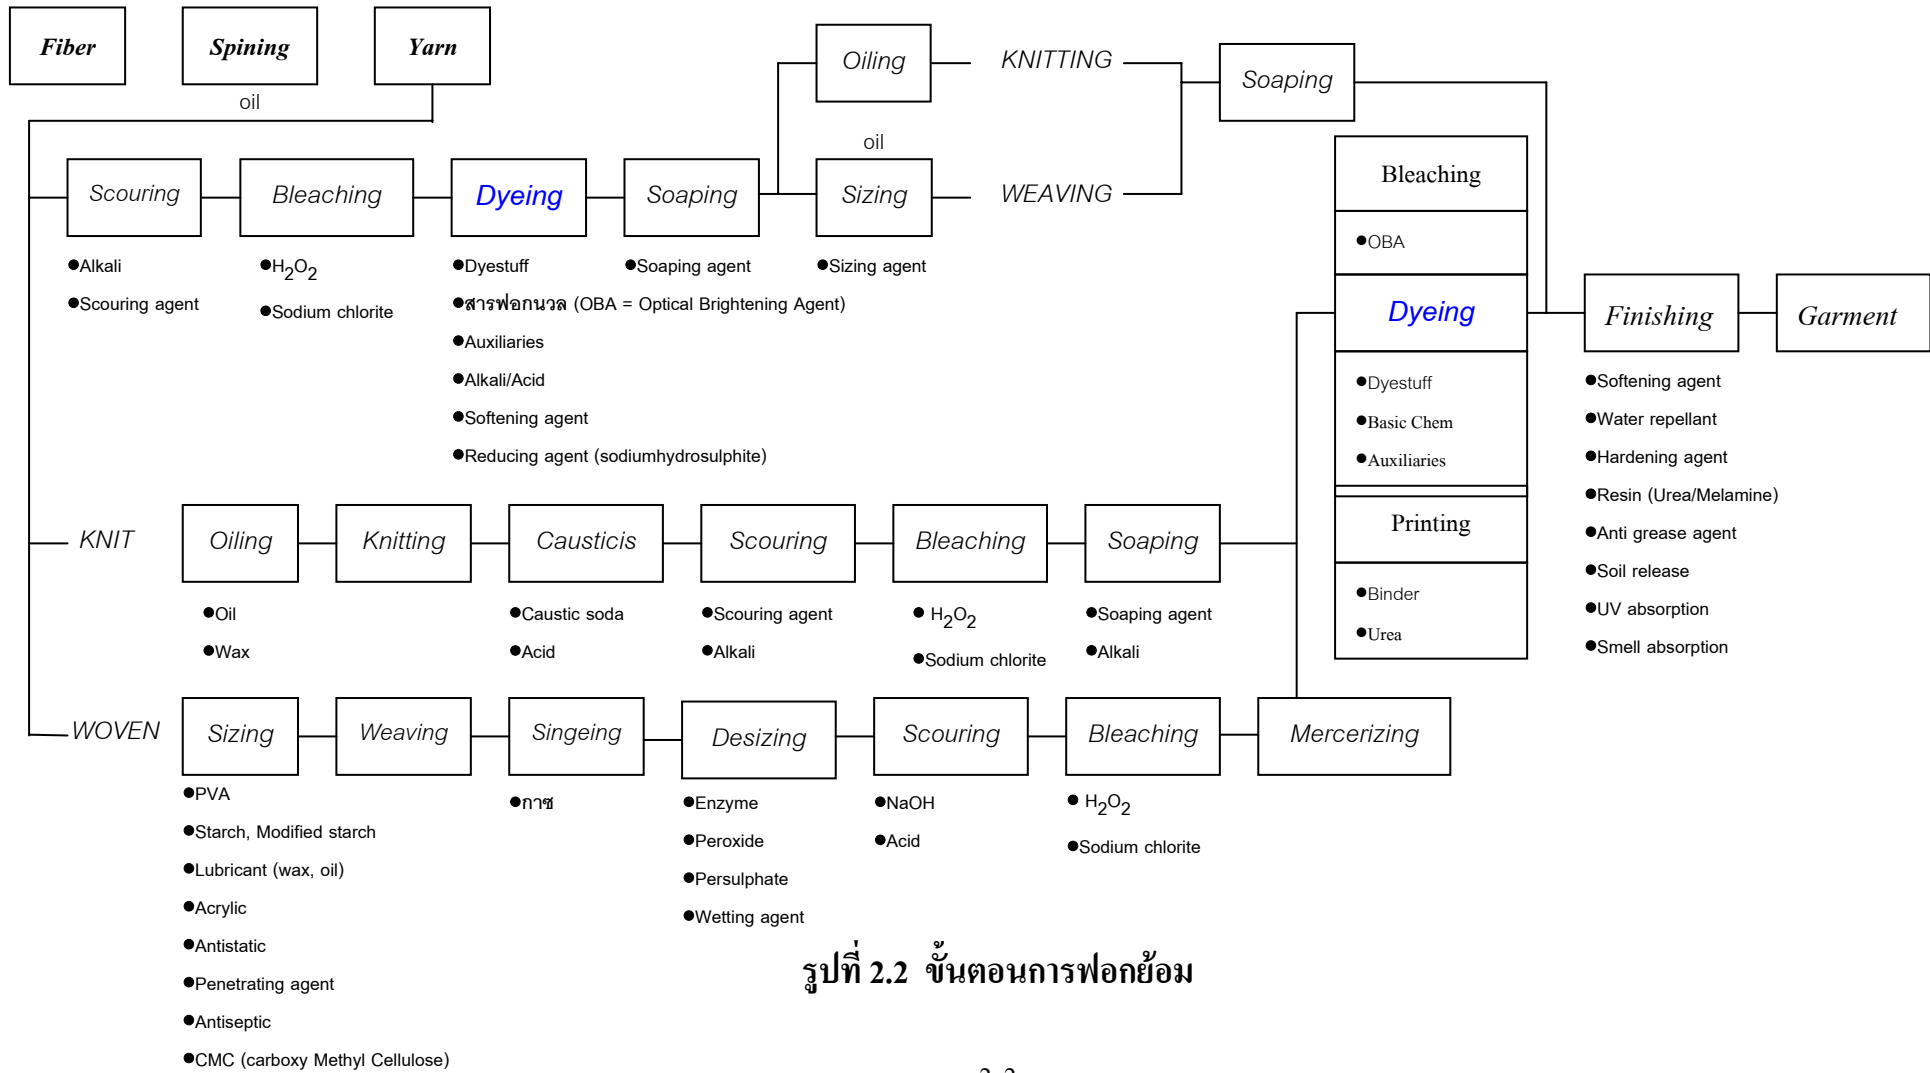 Fiber
Spining
Yarn
oil
Oiling
KNITTING
Soaping
oil
Scouring
Bleaching
Dyeing
Soaping
Sizing
WEAVING
●Alkali
●Scouring agent
●H2O2
●Sodium chlorite
●Dyestuff
●สารฟอกนวล (OBA = Optical Brightening Agent)
●Auxiliaries
●Alkali/Acid
●Softening agent
●Reducing agent (sodiumhydrosulphite)
●Soaping agent
●Sizing agent
Bleaching
●OBA
Dyeing
●Dyestuff
●Basic Chem
●Auxiliaries
Printing
●Binder
●Urea
Finishing
Garment
●Softening agent
●Water repellant
●Hardening agent
●Resin (Urea/Melamine)
●Anti grease agent
●Soil release
●UV absorption
●Smell absorption
KNIT
Oiling
Knitting
Causticis
Scouring
Bleaching
Soaping
●Oil
●Wax
●Caustic soda
●Acid
●Scouring agent
●Alkali
● H2O2
●Sodium chlorite
●Soaping agent
●Alkali
WOVEN
Sizing
Weaving
Singeing
Desizing
Scouring
Bleaching
Mercerizing
●PVA
●Starch, Modified starch
●Lubricant (wax, oil)
●Acrylic
●Antistatic
●Penetrating agent
●Antiseptic
●CMC (carboxy Methyl Cellulose)
●กาซ
●Enzyme
●Peroxide
●Persulphate
●Wetting agent
●NaOH
●Acid
● H2O2
●Sodium chlorite
รูปที่ 2.2 ขั้นตอนการฟอกย้อม